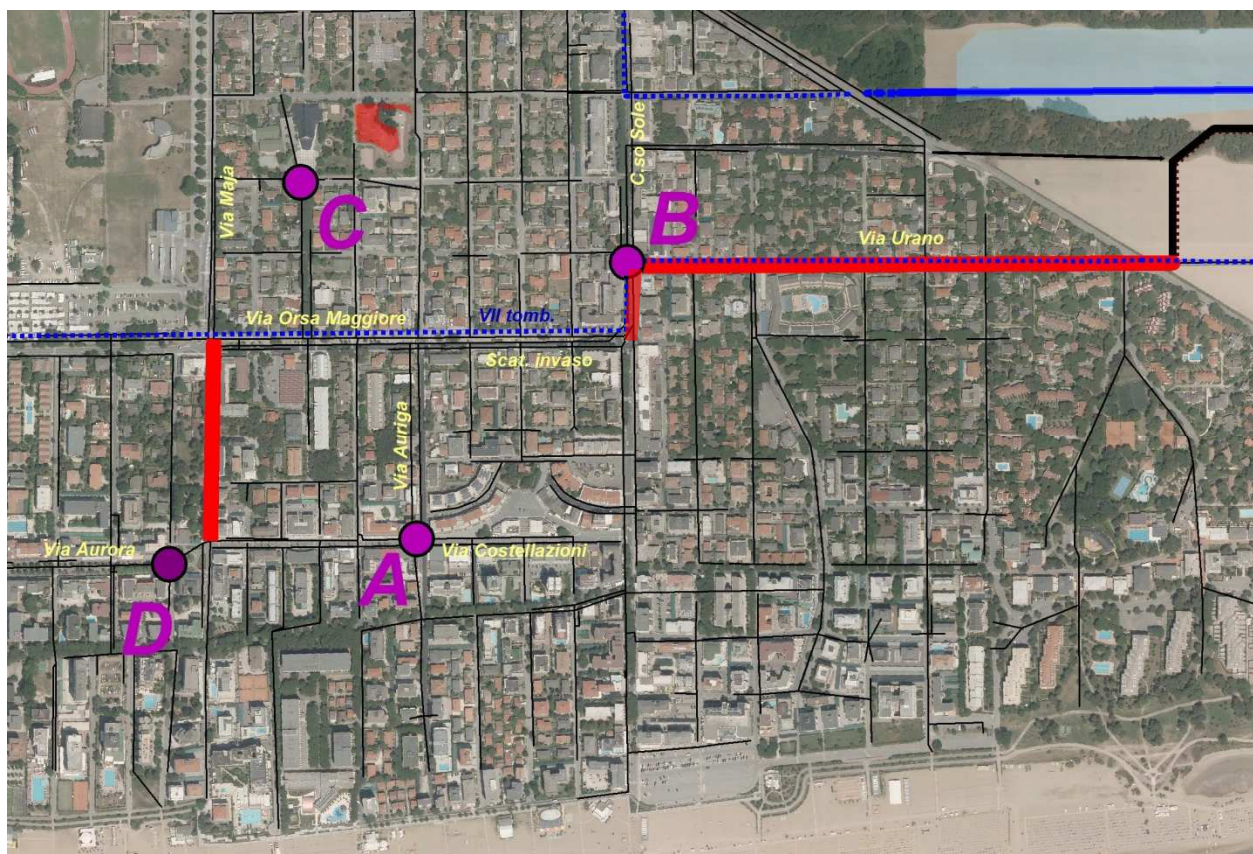 C.so Sole
Via Maja
B
C
Via Urano
Via Orsa Maggiore
VII tomb.
Scat. invaso
Via Auriga
Via Aurora
Via Costellazioni
A
D